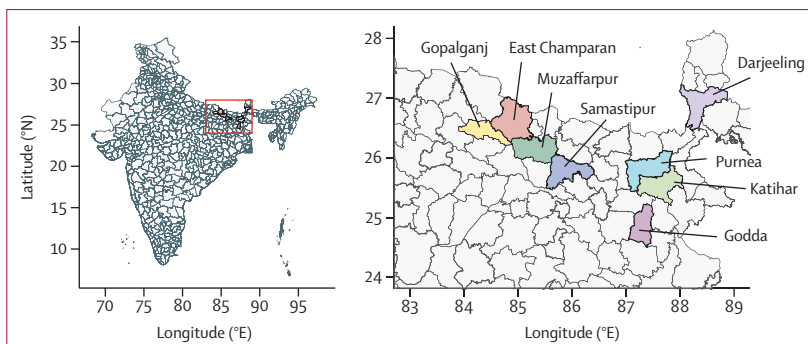 35
30
25
20
15
10
Latitude (°N)
70 75 80 85 90 95
Longitude (°E)
28
27
26
25
24
83 84 85 86 87 88 89
Longitude (°E)
Gopalganj
East Champaran
Muzaffarpur
Samastipur
Darjeeling
Purnea
Katihar
Godda